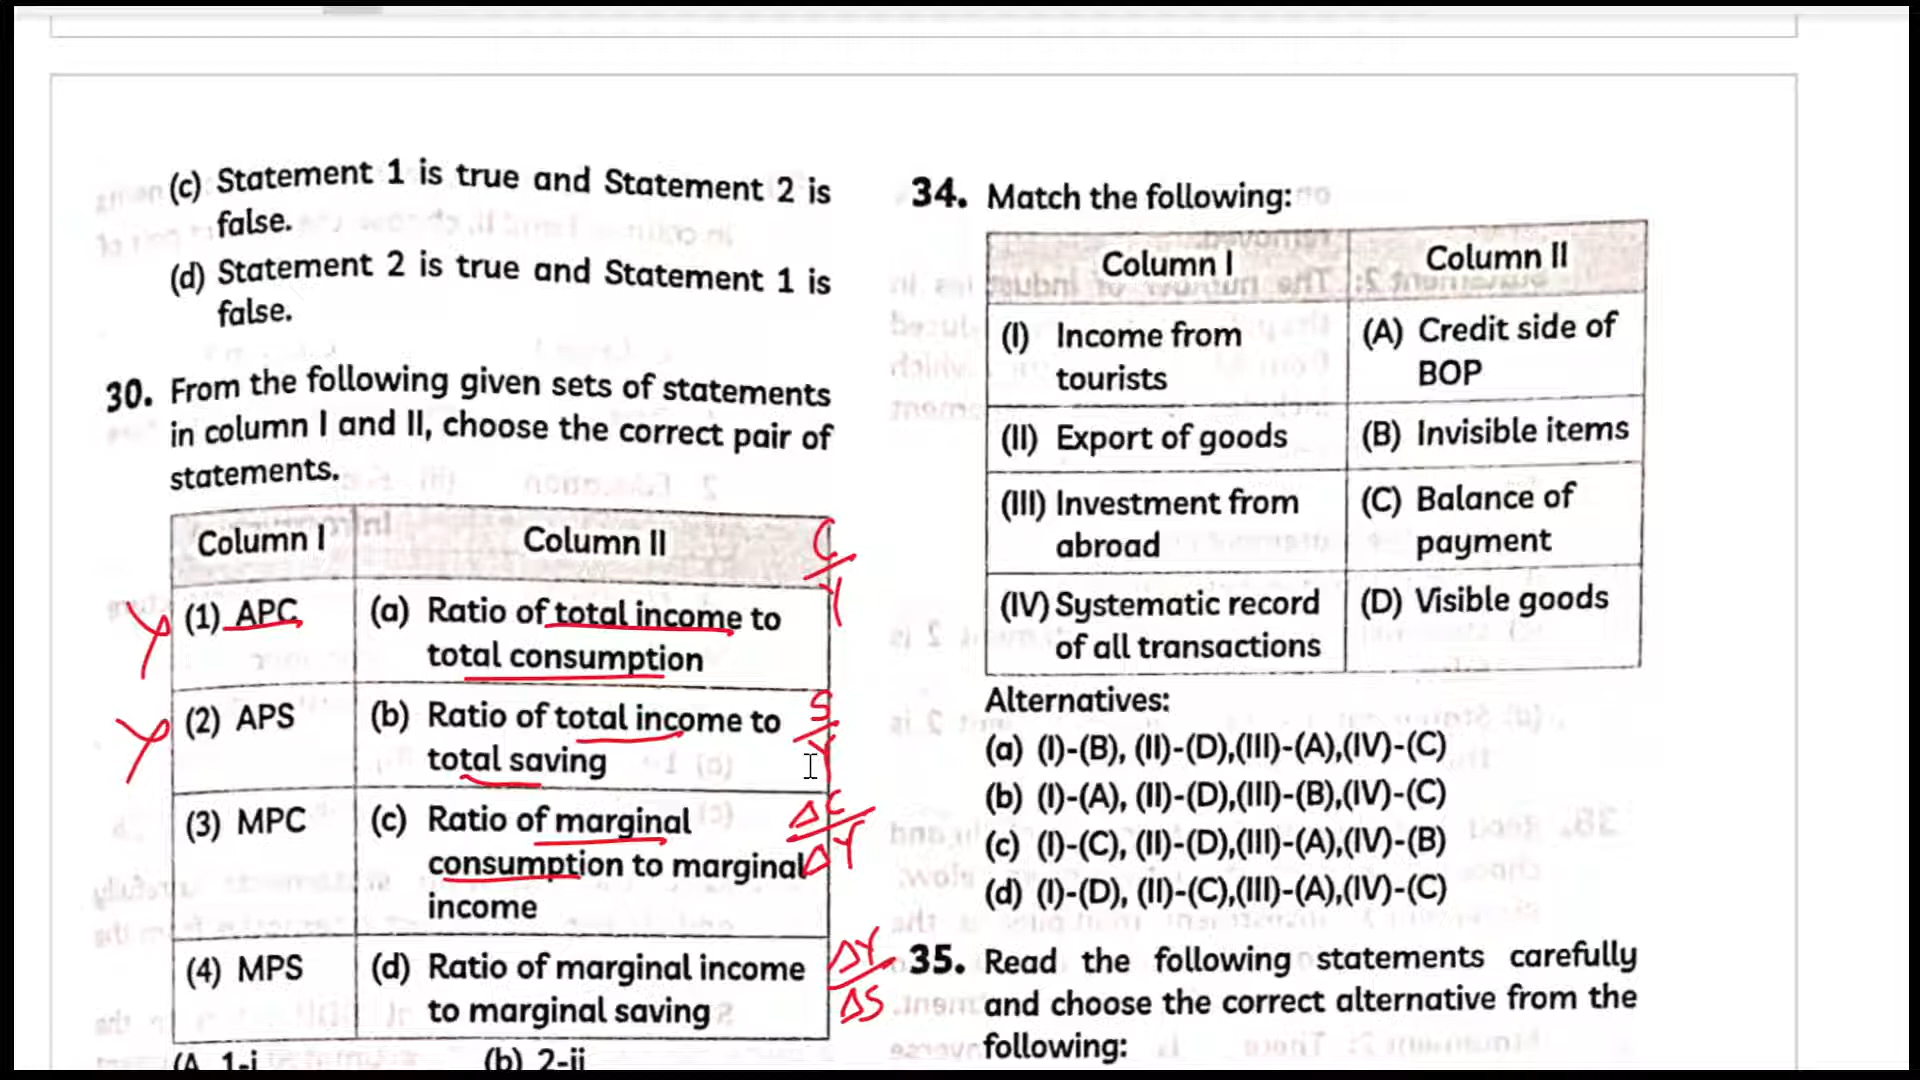 (c) Statement 1 is true and Statement 2 is
false.
(d) Statement 2 is true and Statement 1 is
false.
30. From the following given sets of statements
in column I and II, choose the correct pair of
statements.
Column I Column II
C
Y
(1) APC (a) Ratio of total income to
total consumption
(2) APS (b) Ratio of total income to
total saving
S
Y
(3) MPC (c) Ratio of marginal
consumption to marginal
income
ΔC
ΔY
(4) MPS (d) Ratio of marginal income
to marginal saving
ΔY
ΔS
(A 1-i (b) 2-ii
34. Match the following:
Column I Column II
(I) Income from
tourists
(A) Credit side of
BOP
(II) Export of goods (B) Invisible items
(III) Investment from
abroad
(C) Balance of
payment
(IV) Systematic record
of all transactions
(D) Visible goods
Alternatives:
(a) (I)-(B), (II)-(D),(III)-(A),(IV)-(C)
(b) (I)-(A), (II)-(D),(III)-(B),(IV)-(C)
(c) (I)-(C), (II)-(D),(III)-(A),(IV)-(B)
(d) (I)-(D), (II)-(C),(III)-(A),(IV)-(C)
35. Read the following statements carefully
and choose the correct alternative from the
following: